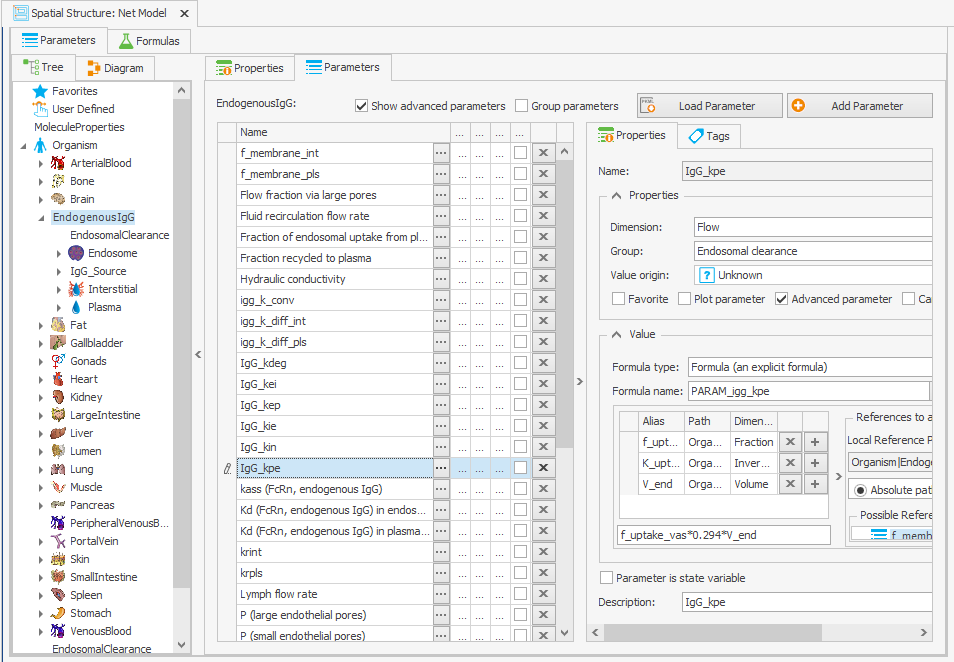 Spatial Structure: Net Model
Parameters
Formulas
Tree
Diagram
Favorites
User Defined
MoleculeProperties
Organism
ArterialBlood
Bone
Brain
EndogenousIgG
EndosomalClearance
Endosome
IgG_Source
Interstitial
Plasma
Fat
Gallbladder
Gonads
Heart
Kidney
LargeIntestine
Liver
Lumen
Lung
Muscle
Pancreas
PeripheralVenousB...
PortalVein
Skin
SmallIntestine
Spleen
Stomach
VenousBlood
EndosomalClearance
Properties
Parameters
EndogenousIgG:
Show advanced parameters
Group parameters
Load Parameter
Add Parameter
Name
... ... ... ...
f_membrane_int
f_membrane_pls
Flow fraction via large pores
Fluid recirculation flow rate
Fraction of endosomal uptake from pl...
Fraction recycled to plasma
Hydraulic conductivity
igg_k_conv
igg_k_diff_int
igg_k_diff_pls
IgG_kdeg
IgG_kei
IgG_kep
IgG_kie
IgG_kin
IgG_kpe
kass (FcRn, endogenous IgG)
Kd (FcRn, endogenous IgG) in endos...
Kd (FcRn, endogenous IgG) in plasma...
krint
krpls
Lymph flow rate
P (large endothelial pores)
P (small endothelial pores)
Properties
Tags
Name: IgG_kpe
Properties
Dimension: Flow
Group: Endosomal clearance
Value origin: Unknown
Favorite
Plot parameter
Advanced parameter
Ca
Value
Formula type: Formula (an explicit formula)
Formula name: PARAM_igg_kpe
Alias Path Dimen...
f_upt... Orga... Fraction
K_upt... Orga... Inver...
V_end Orga... Volume
f_uptake_vas*0.294*V_end
References to a
Local Reference P
Organism|Endog
Absolute pat
Possible Refere
f_memb
Parameter is state variable
Description: IgG_kpe